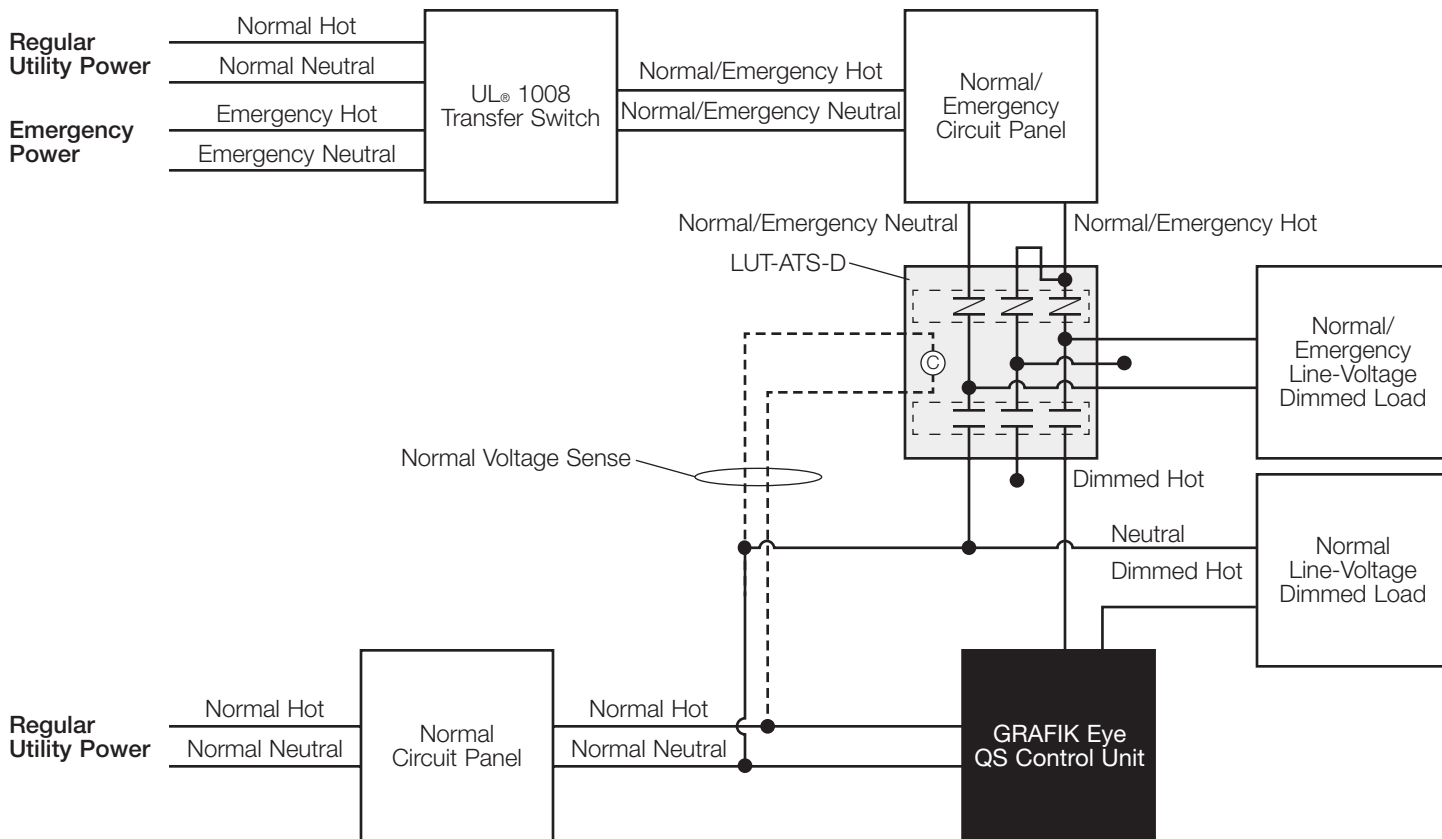 Regular
Utility Power
Normal Hot
Normal Neutral
Emergency
Power
Emergency Hot
Emergency Neutral
UL® 1008
Transfer Switch
Normal/Emergency Hot
Normal/Emergency Neutral
Normal/
Emergency
Circuit Panel
Normal/Emergency Neutral
Normal/Emergency Hot
LUT-ATS-D
C
Normal/
Emergency
Line-Voltage
Dimmed Load
Normal Voltage Sense
Dimmed Hot
Neutral
Dimmed Hot
Normal
Line-Voltage
Dimmed Load
Regular
Utility Power
Normal Hot
Normal Neutral
Normal
Circuit Panel
Normal Hot
Normal Neutral
GRAFIK Eye
QS Control Unit